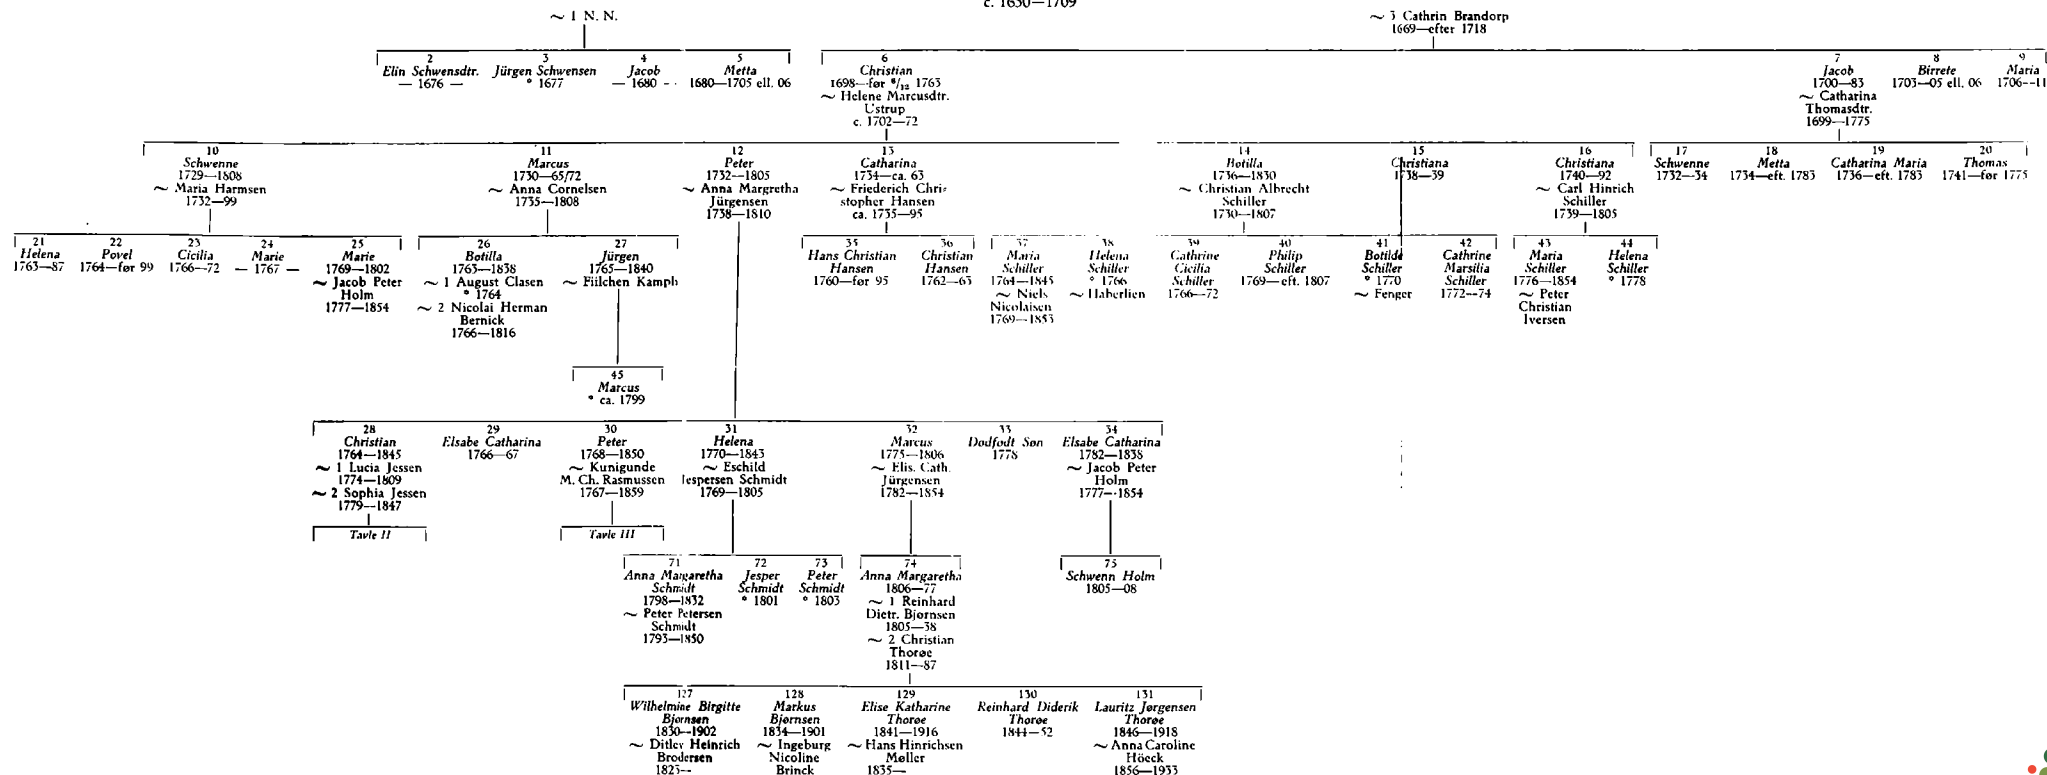 c. 1630—1709
~ 1 N. N.
~ 3 Cathrin Brandorp
1669—efter 1718
2
Elin Schwensdtr.
— 1676 —
3
Jürgen Schwensen
* 1677
4
Jacob
— 1680 -
5
Metta
1680—1705 ell. 06
6
Christian
1698—før 6/12 1763
~ Helene Marcusdtr.
Ustrup
c. 1702—72
7
Jacob
1700—83
~ Catharina
Thomasdtr.
1699—1775
8
Birrete
1703—05 ell. 06
9
Maria
1706--11
10
Schwenne
1729—1808
~ Maria Harmsen
1732—99
11
Marcus
1730—65/72
~ Anna Cornelsen
1735—1808
12
Peter
1732—1805
~ Anna Margretha
Jürgensen
1738—1810
13
Catharina
1734—ca. 63
~ Friederich Chri-
stopher Hansen
ca. 1735—95
14
Botilla
1736—1830
~ Christian Albrecht
Schiller
1730—1807
15
Christiana
1738—39
16
Christiana
1740—92
~ Carl Hinrich
Schiller
1739—1805
17
Schwenne
1732—34
18
Metta
1734—eft. 1783
19
Catharina Maria
1736—eft. 1783
20
Thomas
1741—før 1775
21
Helena
1763—87
22
Povel
1764—før 99
23
Cicilia
1766—72
24
Marie
— 1767 —
25
Marie
1769—1802
~ Jacob Peter
Holm
1777—1854
26
Botilla
1763—1838
~ 1 August Clasen
* 1764
~ 2 Nicolai Herman
Bernick
1766—1816
27
Jürgen
1765—1840
~ Fiilchen Kamph
35
Hans Christian
Hansen
1760—før 95
36
Christian
Hansen
1762—63
37
Maria
Schiller
1764—1845
~ Niels
Nicolaisen
1769—1853
38
Helena
Schiller
* 1766
~ Haberlien
39
Cathrine
Cicilia
Schiller
1766—72
40
Philip
Schiller
1769—eft. 1807
41
Botilde
Schiller
* 1770
~ Fenger
42
Cathrine
Marsilia
Schiller
1772--74
43
Maria
Schiller
1776—1854
~ Peter
Christian
Iversen
44
Helena
Schiller
* 1778
45
Marcus
* ca. 1799
28
Christian
1764—1845
~ 1 Lucia Jessen
1774—1809
~ 2 Sophia Jessen
1779—1847
29
Elsabe Catharina
1766—67
30
Peter
1768—1850
~ Kunigunde
M. Ch. Rasmussen
1767—1859
31
Helena
1770—1843
~ Eschild
Jespersen Schmidt
1769—1805
32
Marcus
1775—1806
~ Elis. Cath.
Jürgensen
1782—1854
33
Dødfødt Søn
1778
34
Elsabe Catharina
1782—1838
~ Jacob Peter
Holm
1777—1854
Tavle II
Tavle III
71
Anna Margaretha
Schmidt
1798—1832
~ Peter Petersen
Schmidt
1793—1850
72
Jesper
Schmidt
* 1801
73
Peter
Schmidt
* 1803
74
Anna Margaretha
1806—77
~ 1 Reinhard
Dietr. Bjørnsen
1805—38
~ 2 Christian
Thorøe
1811—87
75
Schwenn Holm
1805—08
127
Wilhelmine Birgitte
Bjørnsen
1830--1902
~ Ditlev Heinrich
Brodersen
1823--
128
Markus
Bjørnsen
1834—1901
~ Ingeburg
Nicoline
Brinck
129
Elise Katharine
Thorøe
1841—1916
~ Hans Hinrichsen
Møller
1835—
130
Reinhard Diderik
Thorøe
1844—52
131
Lauritz Jørgensen
Thorøe
1846—1918
~ Anna Caroline
Höeck
1856—1933